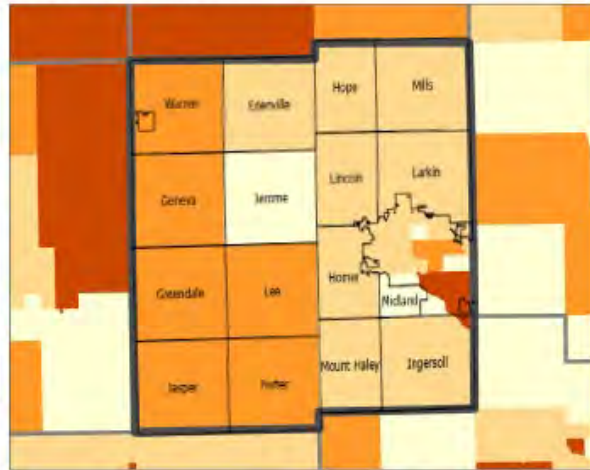 Warren
Edenville
Hope
Mills
Geneva
Jerome
Lincoln
Larkin
Greendale
Lee
Homer
Midland
Jasper
Porter
Mount Haley
Ingersoll